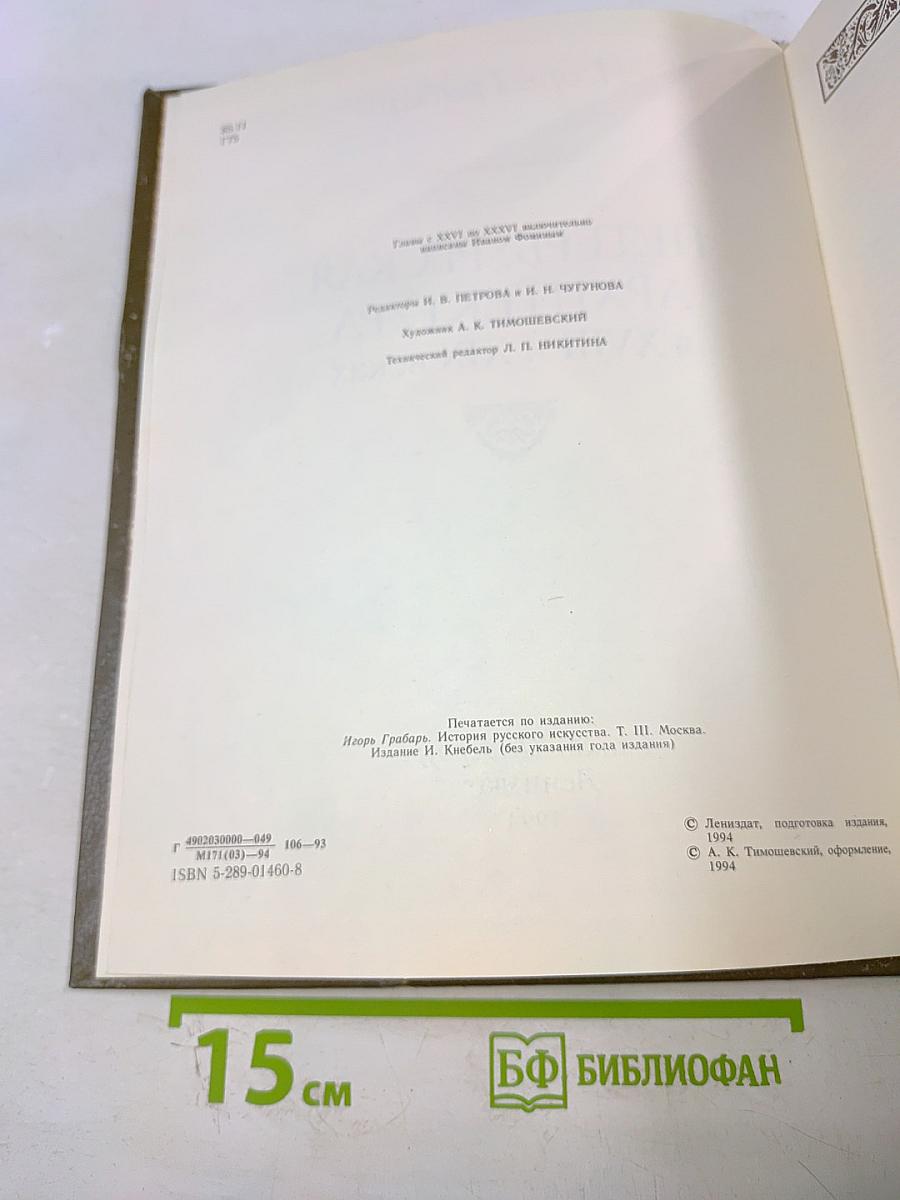 Главы с XXVI по XXXVI включительно
написаны Иваном Фоминым
Редакторы И. В. ПЕТРОВА и И. Н. ЧУГУНОВА
Художник А. К. ТИМОШЕВСКИЙ
Технический редактор Л. П. НИКИТИНА
Печатается по изданию:
Игорь Грабарь. История русского искусства. Т. III. Москва.
Издание И. Кнебель (без указания года издания)
Г 4902030000—049 106—93
М171(03)—94
ISBN 5-289-01460-8
© Лениздат, подготовка издания,
1994
© А. К. Тимошевский, оформление,
1994
15 см
БФ БИБЛИОФАН